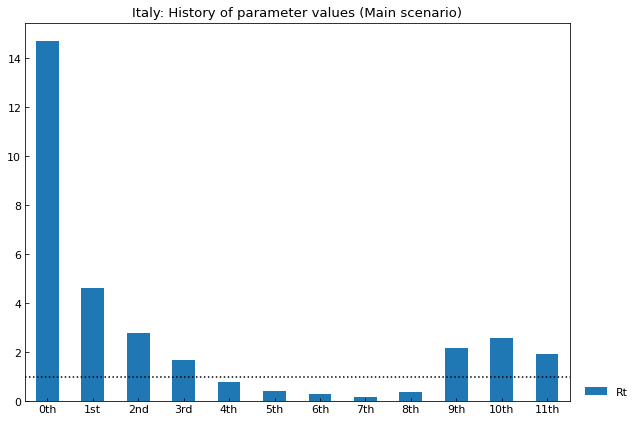 Italy: History of parameter values (Main scenario)
14
12
10
8
6
4
2
0
0th 1st 2nd 3rd 4th 5th 6th 7th 8th 9th 10th 11th
Rt